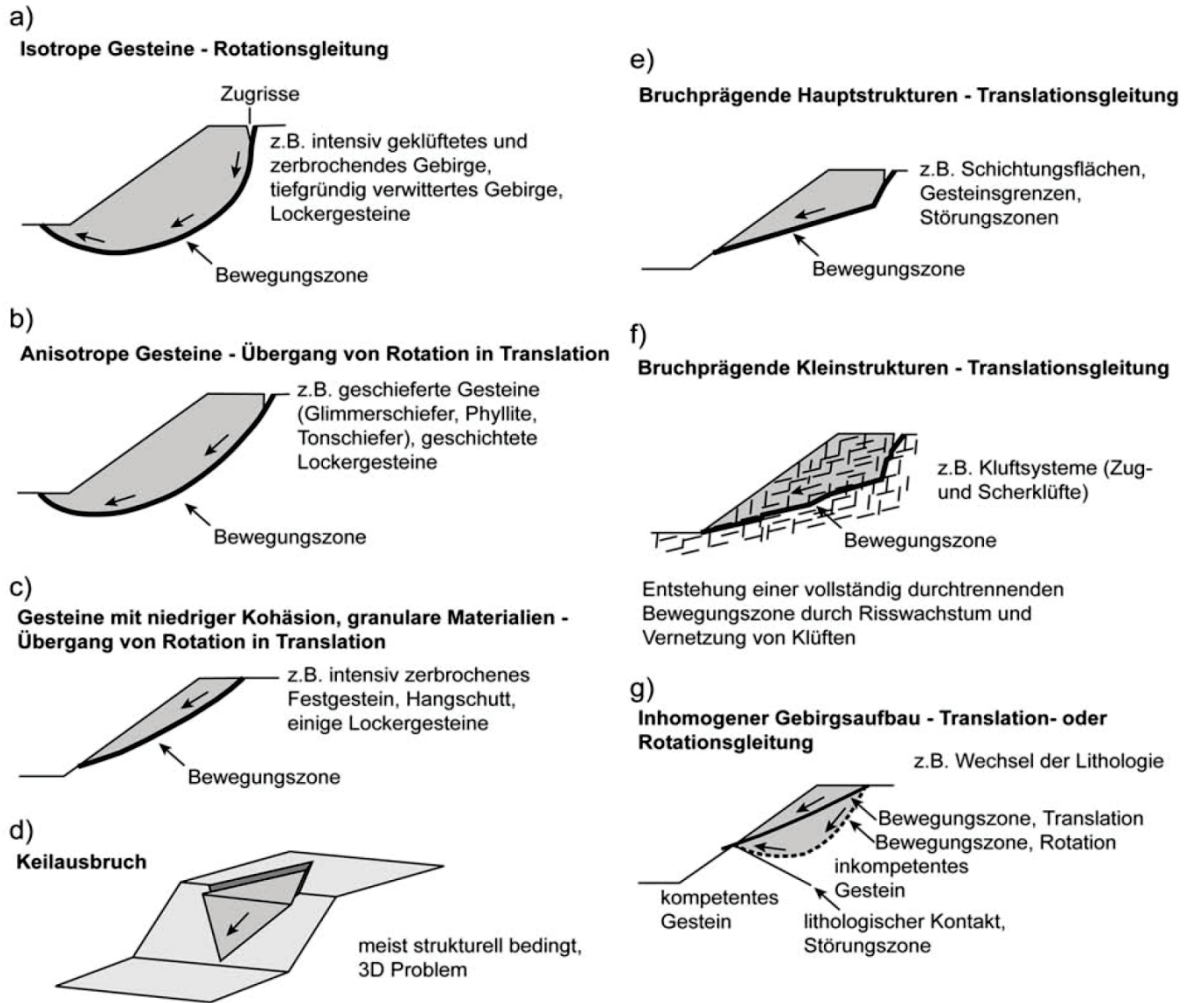 a)
Isotrope Gesteine - Rotationsgleitung
Zugrisse
z.B. intensiv geklüftetes und
zerbrochendes Gebirge,
tiefgründig verwittertes Gebirge,
Lockergesteine
Bewegungszone
b)
Anisotrope Gesteine - Übergang von Rotation in Translation
z.B. geschieferte Gesteine
(Glimmerschiefer, Phyllite,
Tonschiefer), geschichtete
Lockergesteine
Bewegungszone
c)
Gesteine mit niedriger Kohäsion, granulare Materialien -
Übergang von Rotation in Translation
z.B. intensiv zerbrochenes
Festgestein, Hangschutt,
einige Lockergesteine
Bewegungszone
d)
Keilausbruch
meist strukturell bedingt,
3D Problem
e)
Bruchprägende Hauptstrukturen - Translationsgleitung
z.B. Schichtungsflächen,
Gesteinsgrenzen,
Störungszonen
Bewegungszone
f)
Bruchprägende Kleinstrukturen - Translationsgleitung
z.B. Kluftsysteme (Zug-
und Scherklüfte)
Bewegungszone
Entstehung einer vollständig durchtrennenden
Bewegungszone durch Risswachstum und
Vernetzung von Klüften
g)
Inhomogener Gebirgsaufbau - Translation- oder
Rotationsgleitung
z.B. Wechsel der Lithologie
Bewegungszone, Translation
Bewegungszone, Rotation
inkompetentes
Gestein
kompetentes
Gestein
lithologischer Kontakt,
Störungszone